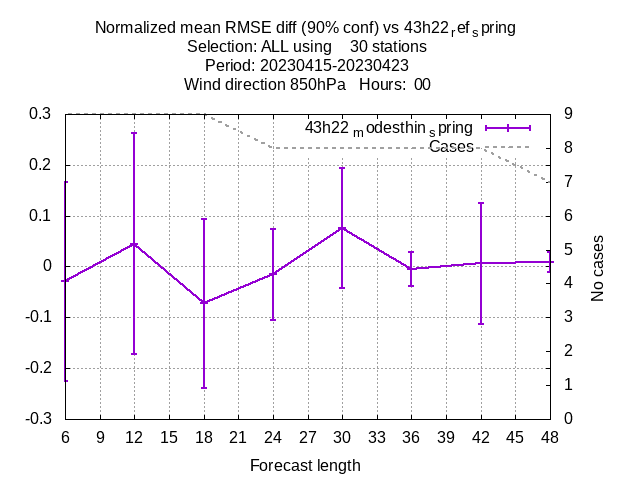 Normalized mean RMSE diff (90% conf) vs 43h22refspring
Selection: ALL using 30 stations
Period: 20230415-20230423
Wind direction 850hPa Hours: 00
43h22modesthinspring
Cases
0.3
0.2
0.1
0
-0.1
-0.2
-0.3
9
8
7
6
5
4
3
2
1
0
No cases
6 9 12 15 18 21 24 27 30 33 36 39 42 45 48
Forecast length